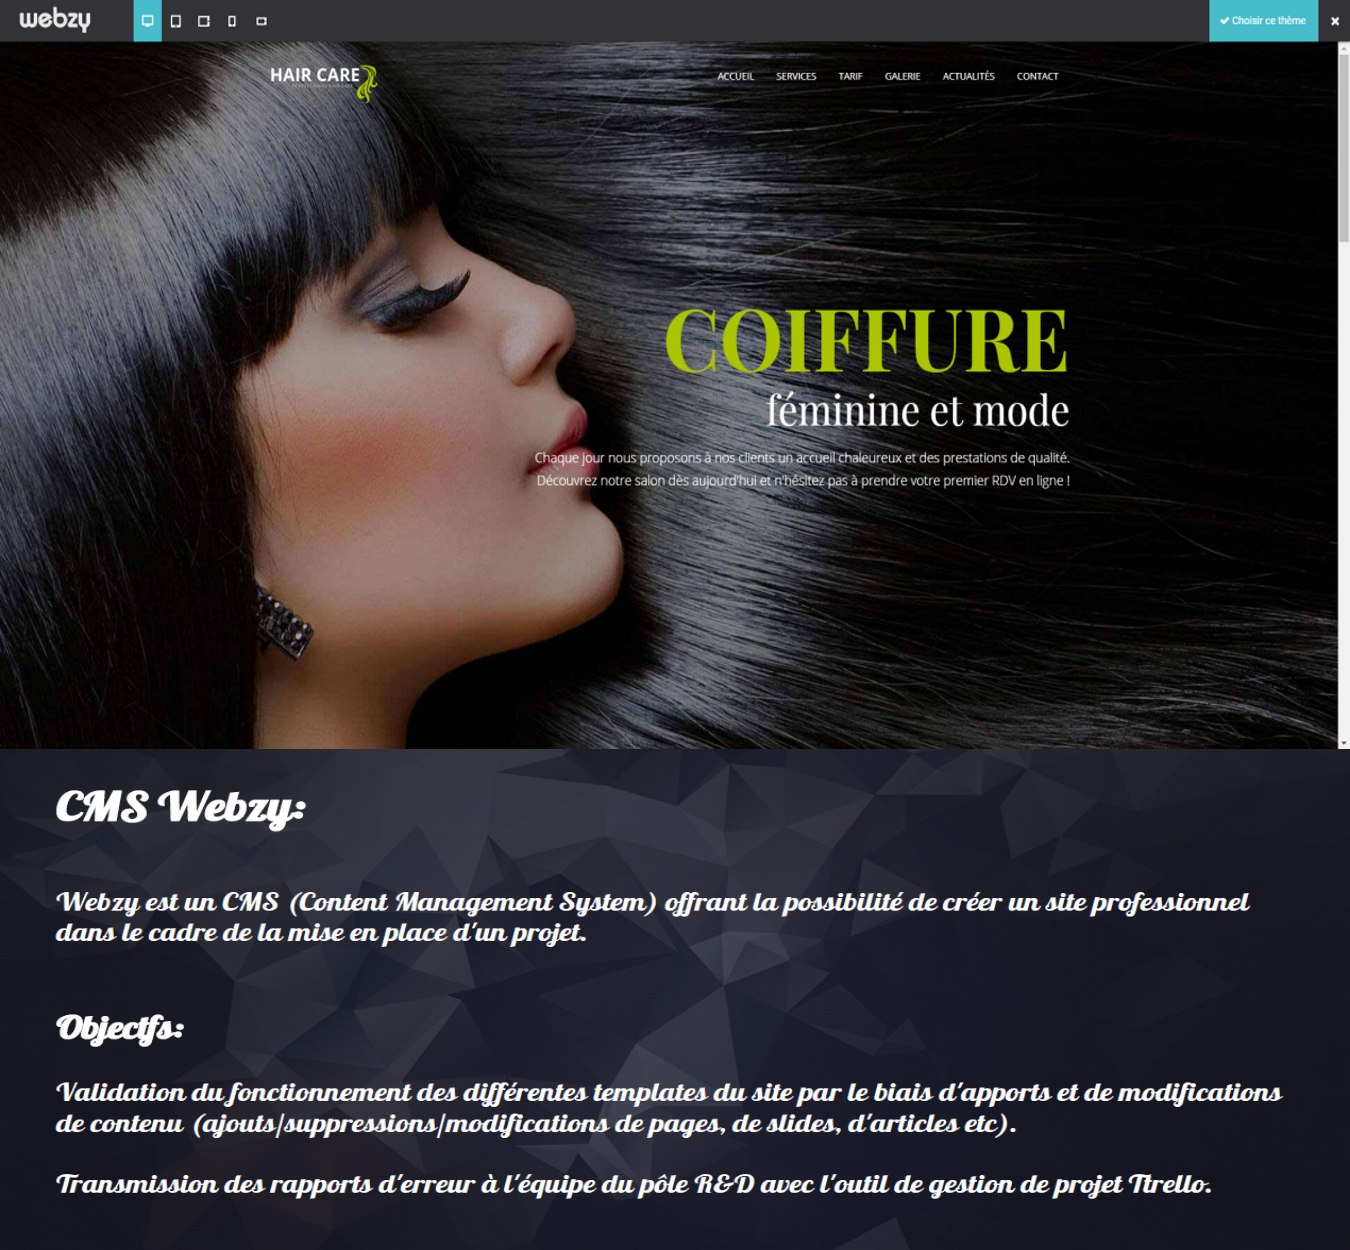 webzy
Choisir ce thème
HAIR CARE
ACCUEIL SERVICES TARIF GALERIE ACTUALITÉS CONTACT
COIFFURE
féminine et mode
Chaque jour nous proposons à nos clients un accueil chaleureux et des prestations de qualité.
Découvrez notre salon dès aujourd'hui et n'hésitez pas à prendre votre premier RDV en ligne !
CMS Webzy:
Webzy est un CMS (Content Management System) offrant la possibilité de créer un site professionnel
dans le cadre de la mise en place d'un projet.
Objectfs:
Validation du fonctionnement des différentes templates du site par le biais d'apports et de modifications
de contenu (ajouts/suppressions/modifications de pages, de slides, d'articles etc).
Transmission des rapports d'erreur à l'équipe du pôle R&D avec l'outil de gestion de projet Ttrello.